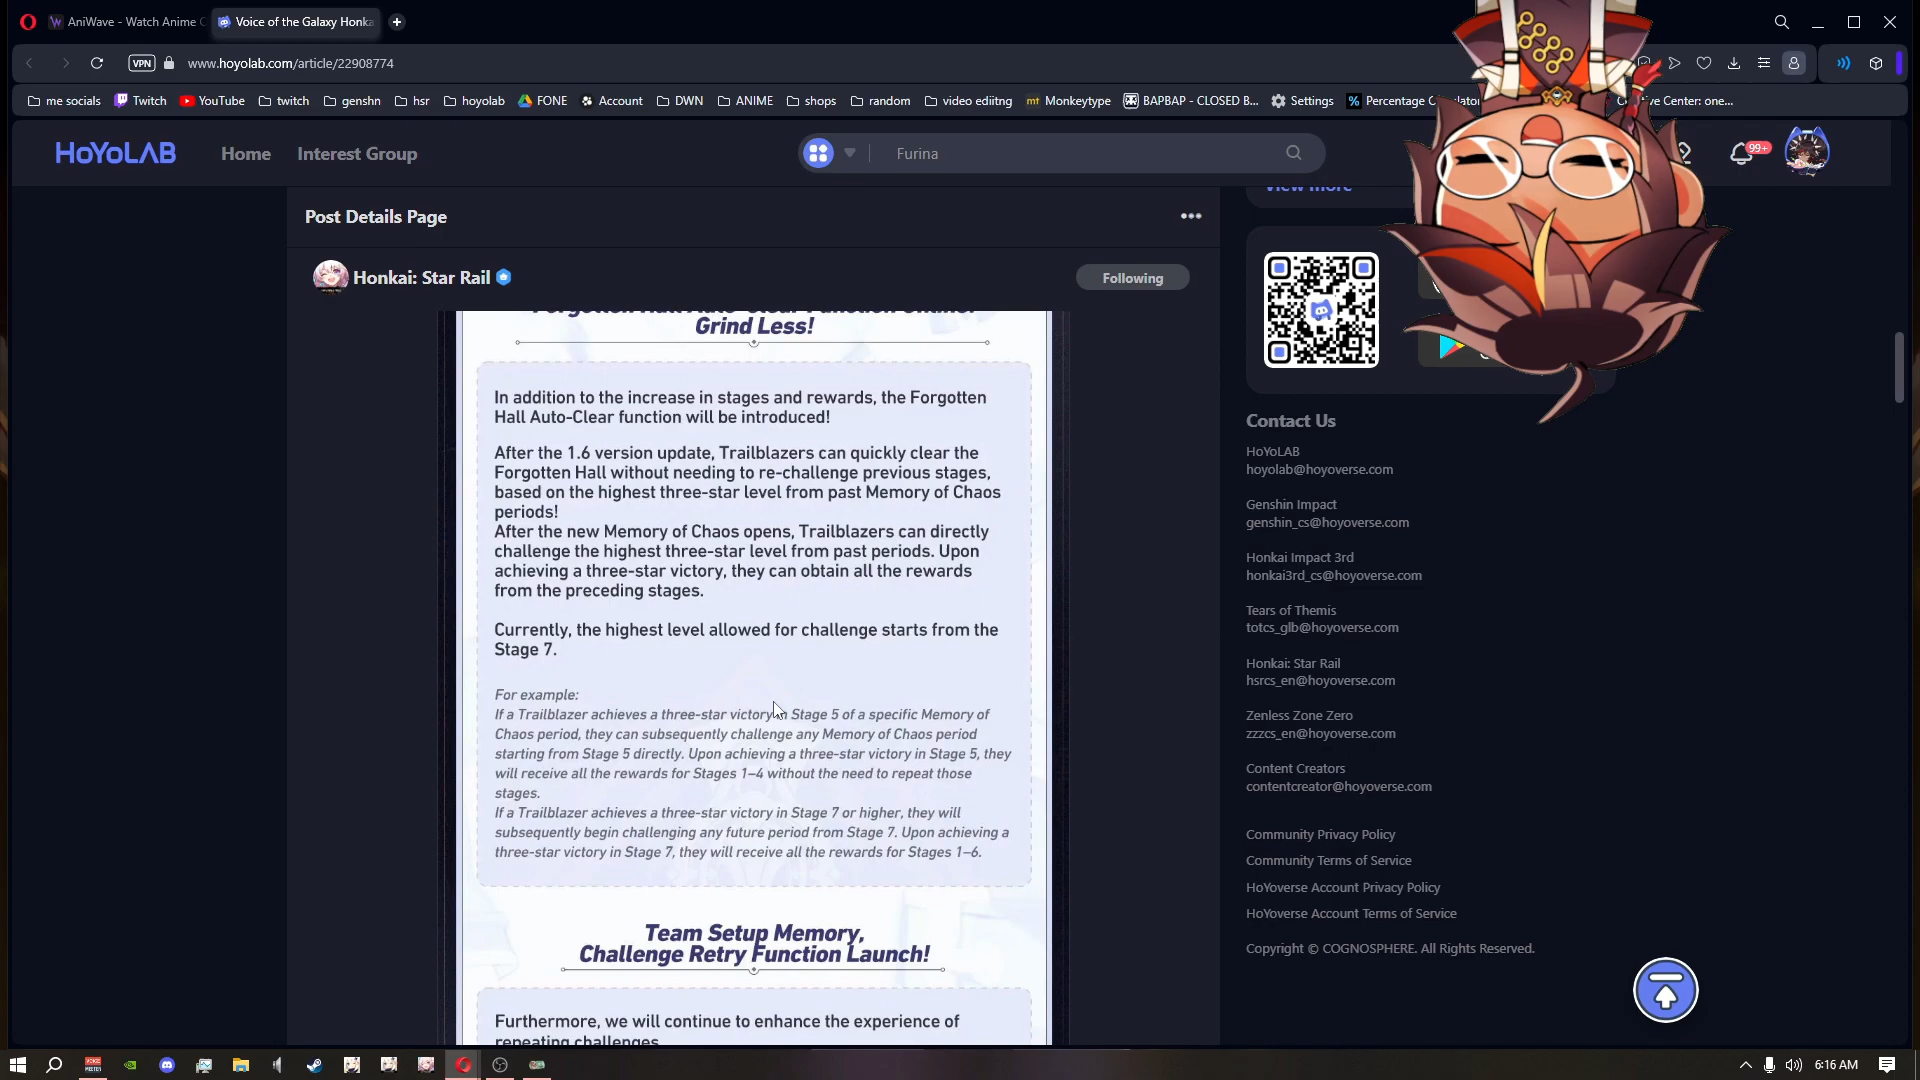 AniWave - Watch Anime O
Voice of the Galaxy Honka
VPN
www.hoyolab.com/article/22908774
me socials
Twitch
YouTube
twitch
genshn
hsr
hoyolab
FONE
Account
DWN
ANIME
shops
random
video ediitng
mt Monkeytype
BAPBAP - CLOSED B...
Settings
% Percentage C
Center: one...
HoYoLAB
Home
Interest Group
Furina
99+
View more
Post Details Page
Honkai: Star Rail
Following
Forgotten Hall Auto-Clear Function Online!
Grind Less!
In addition to the increase in stages and rewards, the Forgotten
Hall Auto-Clear function will be introduced!
After the 1.6 version update, Trailblazers can quickly clear the
Forgotten Hall without needing to re-challenge previous stages,
based on the highest three-star level from past Memory of Chaos
periods!
After the new Memory of Chaos opens, Trailblazers can directly
challenge the highest three-star level from past periods. Upon
achieving a three-star victory, they can obtain all the rewards
from the preceding stages.
Currently, the highest level allowed for challenge starts from the
Stage 7.
For example:
If a Trailblazer achieves a three-star victory in Stage 5 of a specific Memory of
Chaos period, they can subsequently challenge any Memory of Chaos period
starting from Stage 5 directly. Upon achieving a three-star victory in Stage 5, they
will receive all the rewards for Stages 1–4 without the need to repeat those
stages.
If a Trailblazer achieves a three-star victory in Stage 7 or higher, they will
subsequently begin challenging any future period from Stage 7. Upon achieving a
three-star victory in Stage 7, they will receive all the rewards for Stages 1–6.
Team Setup Memory,
Challenge Retry Function Launch!
Furthermore, we will continue to enhance the experience of
repeating challenges
Contact Us
HoYoLAB
hoyolab@hoyoverse.com
Genshin Impact
genshin_cs@hoyoverse.com
Honkai Impact 3rd
honkai3rd_cs@hoyoverse.com
Tears of Themis
totcs_glb@hoyoverse.com
Honkai: Star Rail
hsrcs_en@hoyoverse.com
Zenless Zone Zero
zzzcs_en@hoyoverse.com
Content Creators
contentcreator@hoyoverse.com
Community Privacy Policy
Community Terms of Service
HoYoverse Account Privacy Policy
HoYoverse Account Terms of Service
Copyright © COGNOSPHERE. All Rights Reserved.
6:16 AM